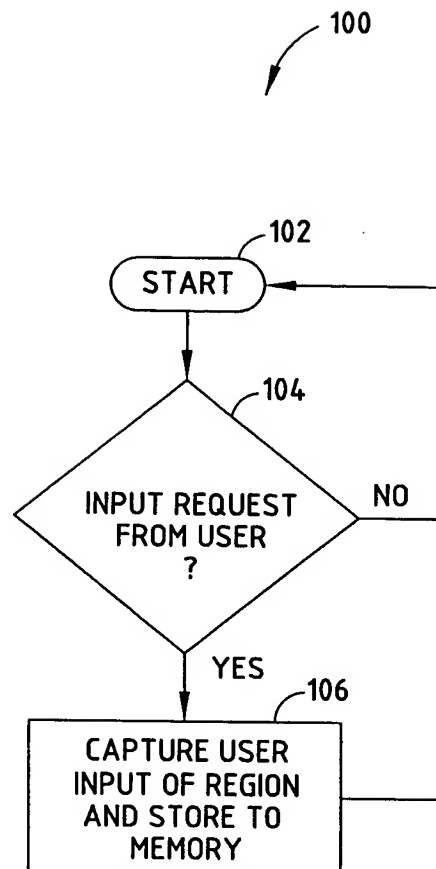 100
102
START
104
INPUT REQUEST
FROM USER
?
NO
YES
106
CAPTURE USER
INPUT OF REGION
AND STORE TO
MEMORY